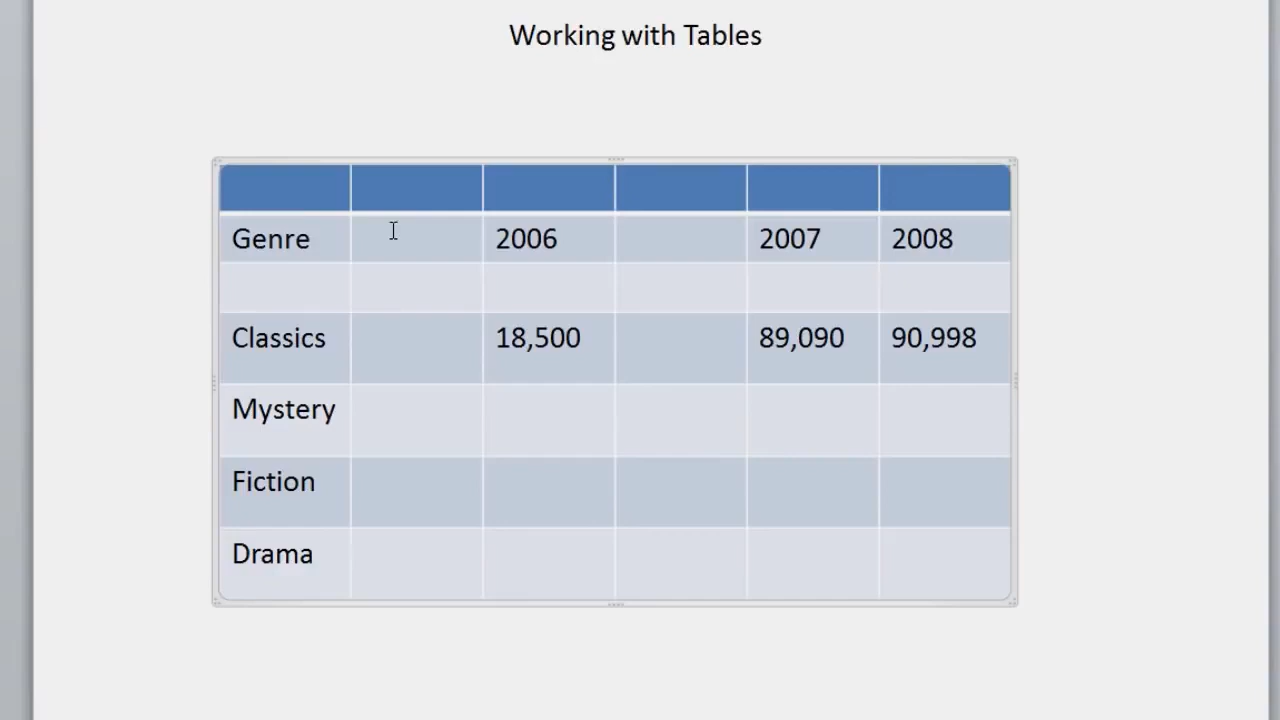 Working with Tables
Genre 2006 2007 2008
Classics 18,500 89,090 90,998
Mystery
Fiction
Drama